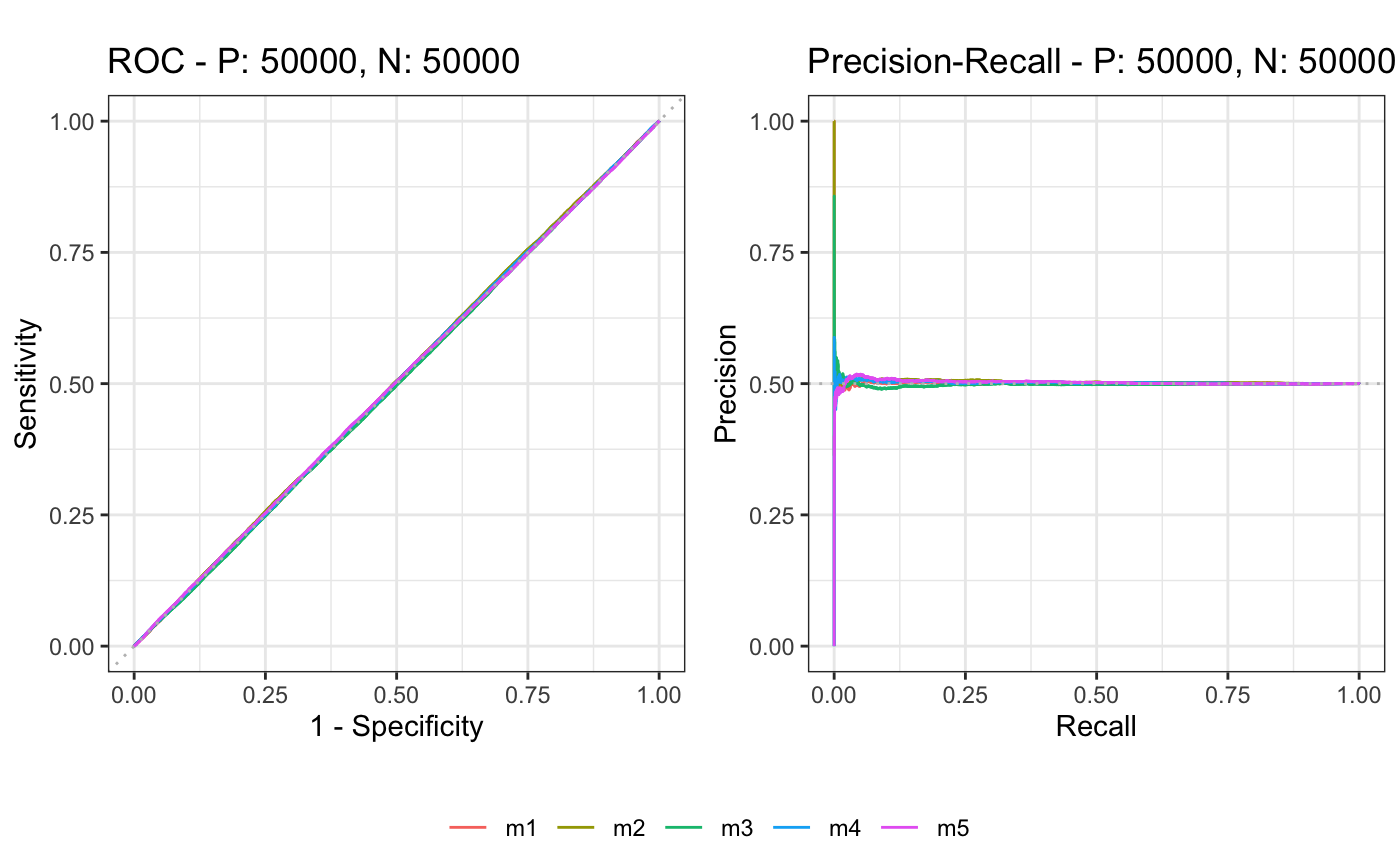 ROC - P: 50000, N: 50000
Sensitivity
1.00
0.75
0.50
0.25
0.00
0.00 0.25 0.50 0.75 1.00
1 - Specificity
Precision-Recall - P: 50000, N: 50000
Precision
1.00
0.75
0.50
0.25
0.00
0.00 0.25 0.50 0.75 1.00
Recall
m1 m2 m3 m4 m5